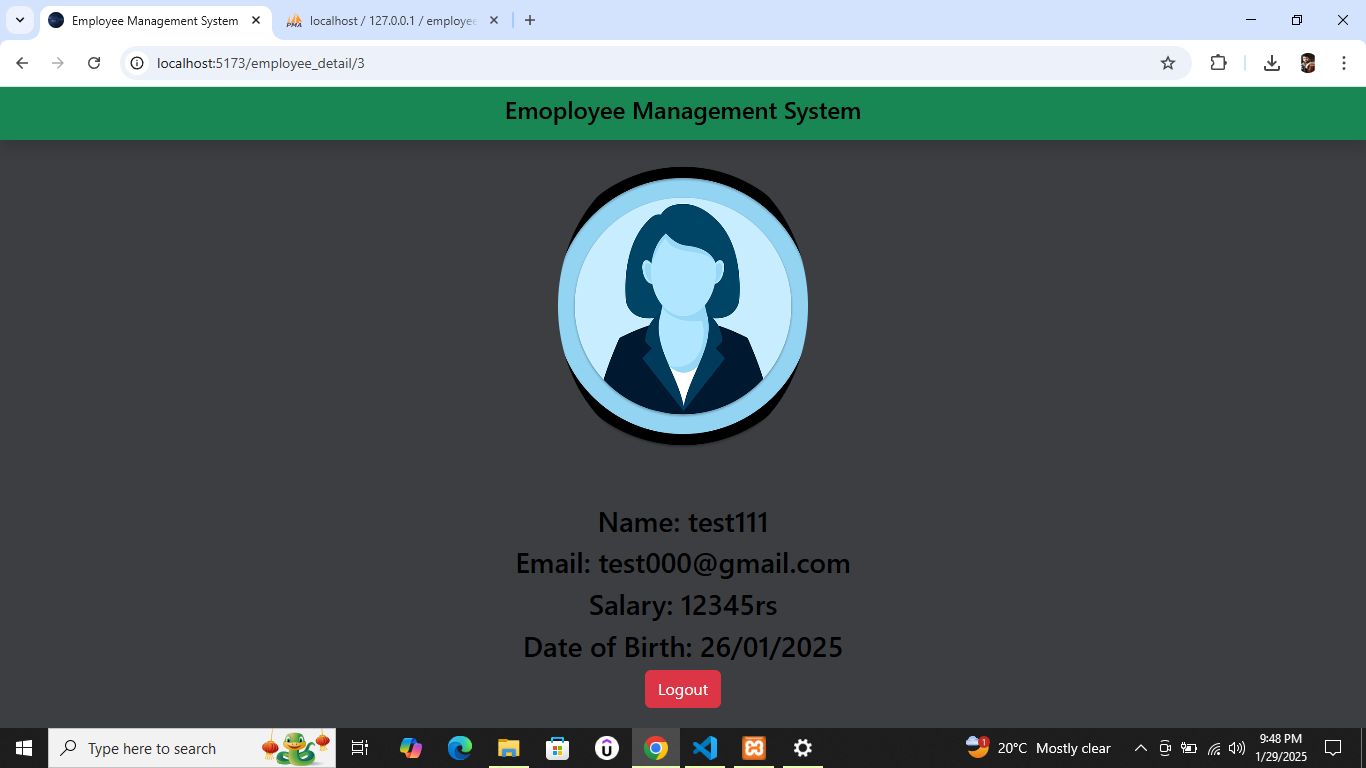 Employee Management System
localhost / 127.0.0.1 / employee
localhost:5173/employee_detail/3
Emoployee Management System
Name: test111
Email: test000@gmail.com
Salary: 12345rs
Date of Birth: 26/01/2025
Logout
Type here to search
1
20°C Mostly clear
9:48 PM
1/29/2025